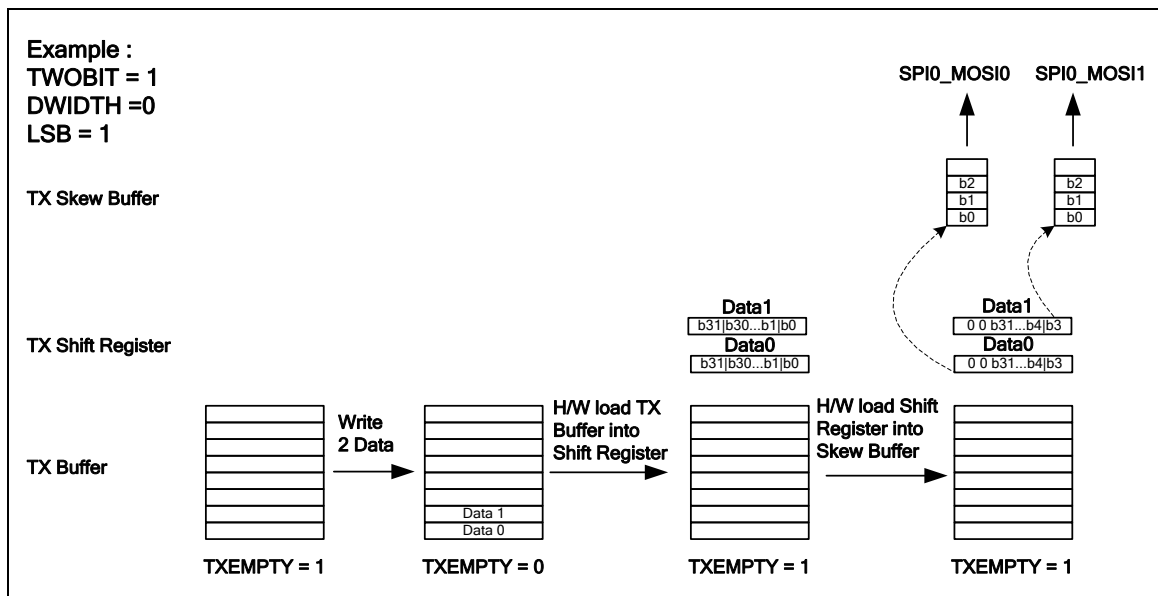 Example :
TWOBIT = 1
DWIDTH =0
LSB = 1
SPI0_MOSI0 SPI0_MOSI1
TX Skew Buffer
b2 b2
b1 b1
b0 b0
Data1 Data1
b31|b30...b1|b0 0 0 b31...b4|b3
TX Shift Register
Data0 Data0
b31|b30...b1|b0 0 0 b31...b4|b3
Write
2 Data
H/W load TX
Buffer into
Shift Register
H/W load Shift
Register into
Skew Buffer
TX Buffer
Data 1
Data 0
TXEMPTY = 1 TXEMPTY = 0 TXEMPTY = 1 TXEMPTY = 1